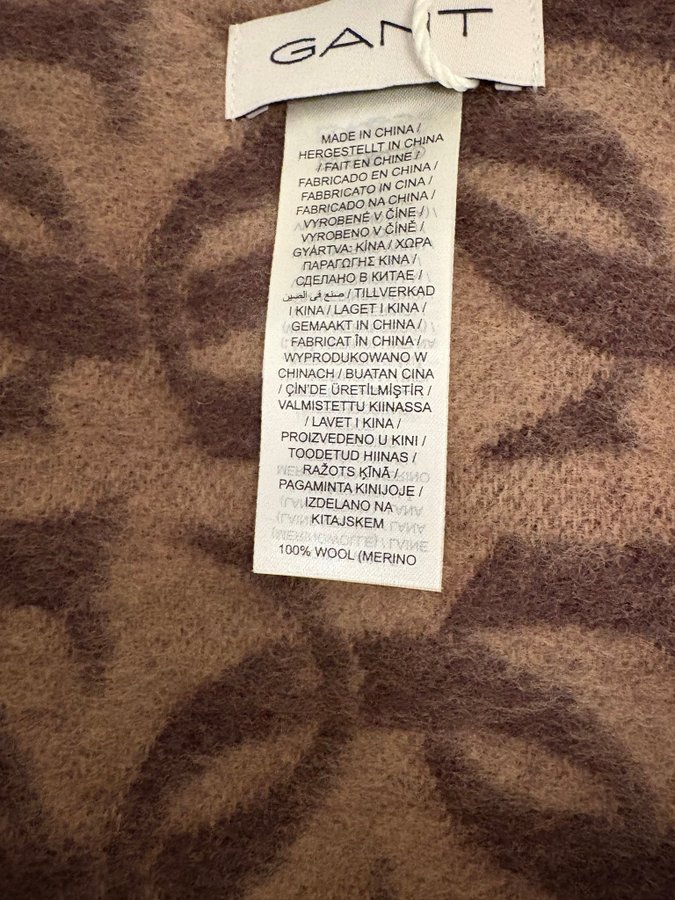 GANT
MADE IN CHINA /
HERGESTELLT IN CHINA
/ FAIT EN CHINE /
FABRICADO EN CHINA /
FABBRICATO IN CINA /
FABRICADO NA CHINA /
VYROBENÉ V ČÍNE /
VYROBENO V ČÍNĚ /
GYÁRTVA: KÍNA / ΧΩΡΑ
ΠΑΡΑΓΩΓΗΣ ΚΙΝΑ /
СДЕЛАНО В КИТАЕ /
صنع في الصين / TILLVERKAD
I KINA / LAGET I KINA /
GEMAAKT IN CHINA /
FABRICAT ÎN CHINA /
WYPRODUKOWANO W
CHINACH / BUATAN CINA
/ ÇİN'DE ÜRETİLMİŞTİR /
VALMISTETTU KIINASSA
/ LAVET I KINA /
PROIZVEDENO U KINI /
TOODETUD HIINAS /
RAŽOTS ĶĪNĀ /
PAGAMINTA KINIJOJE /
IZDELANO NA
KITAJSKEM
100% WOOL (MERINO